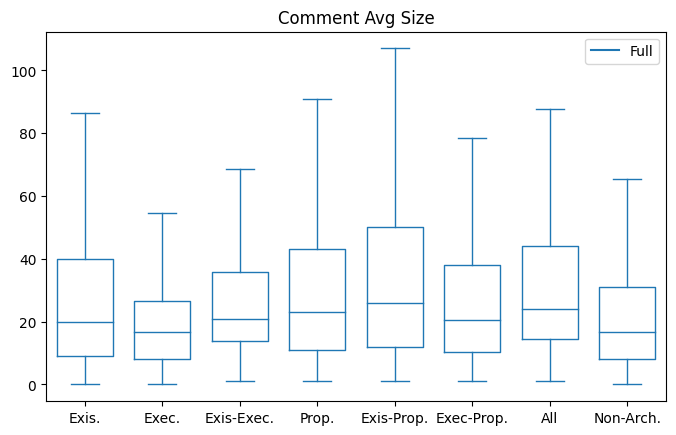 Comment Avg Size
Full
100
80
60
40
20
0
Exis. Exec. Exis-Exec. Prop. Exis-Prop. Exec-Prop. All Non-Arch.